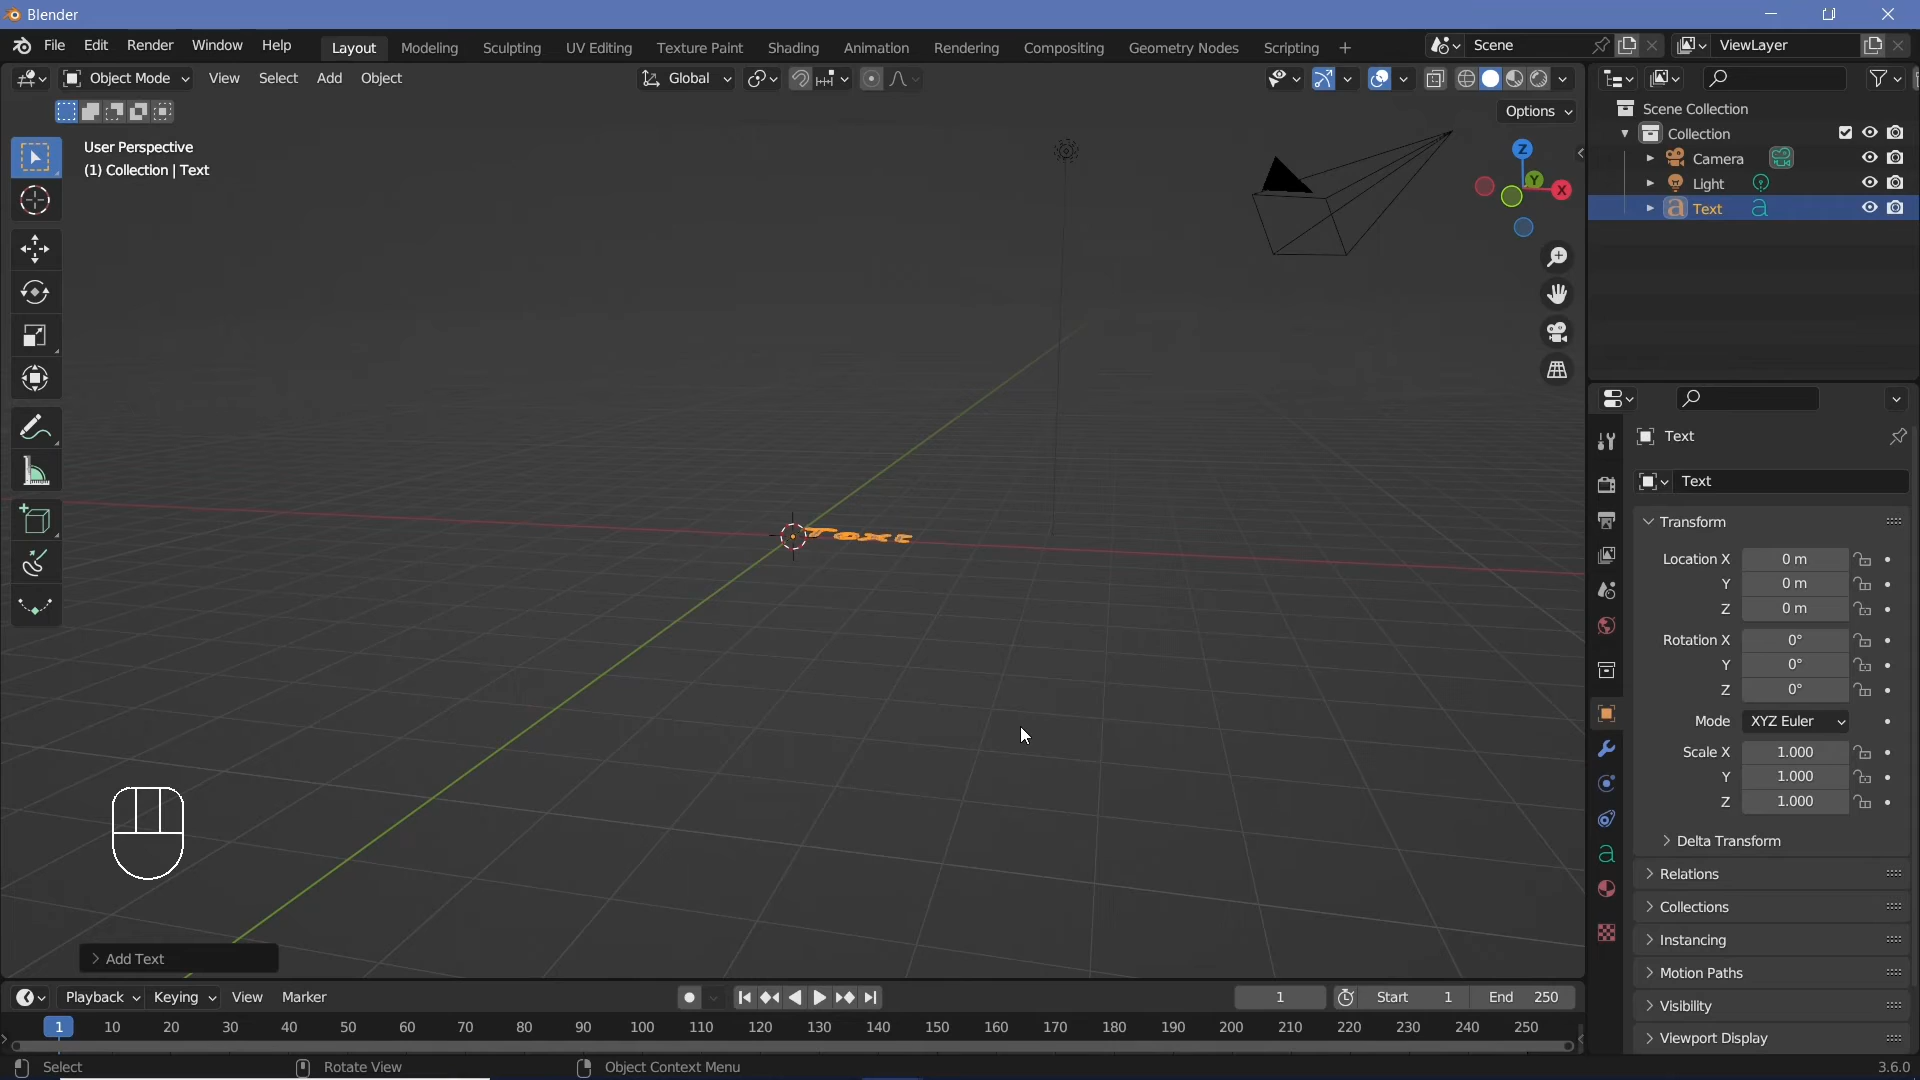 Blender
File Edit Render Window Help Layout Modeling Sculpting UV Editing Texture Paint Shading Animation Rendering Compositing Geometry Nodes Scripting + Scene ViewLayer
Object Mode View Select Add Object Global
Options
User Perspective
(1) Collection | Text
Z
Y
X
Text
Add Text
Scene Collection
Collection
Camera
Light
Text
Text
Text
Transform
Location X 0 m
Y 0 m
Z 0 m
Rotation X 0°
Y 0°
Z 0°
Mode XYZ Euler
Scale X 1.000
Y 1.000
Z 1.000
Delta Transform
Relations
Collections
Instancing
Motion Paths
Visibility
Viewport Display
Playback Keying View Marker 1 Start 1 End 250
1 10 20 30 40 50 60 70 80 90 100 110 120 130 140 150 160 170 180 190 200 210 220 230 240 250
Select Rotate View Object Context Menu 3.6.0